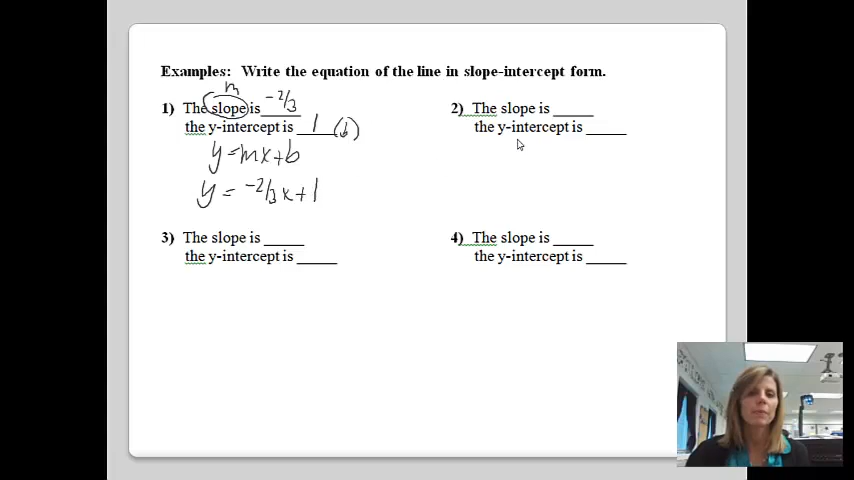 Examples: Write the equation of the line in slope-intercept form.
m
1) The slope is -2/3
the y-intercept is 1 (b)
y = mx + b
y = -2/3 x + 1
2) The slope is _____
the y-intercept is _____
3) The slope is _____
the y-intercept is _____
4) The slope is _____
the y-intercept is _____